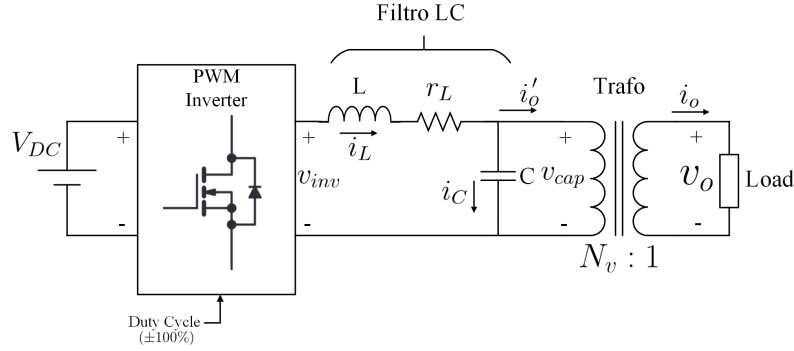 Filtro LC
PWM
Inverter
L
r_L
i'_o
Trafo
i_o
V_DC
+
-
+
i_L
v_inv
-
i_C
C
+
v_cap
-
+
v_o
-
Load
N_v : 1
Duty Cycle
(±100%)